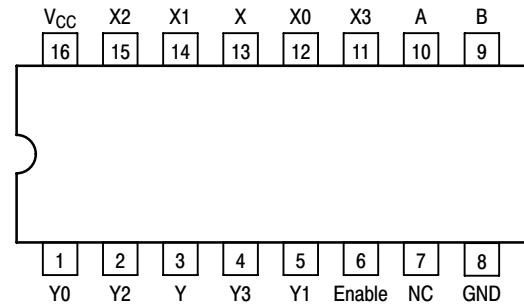 VCC X2 X1 X X0 X3 A B
16 15 14 13 12 11 10 9
1 2 3 4 5 6 7 8
Y0 Y2 Y Y3 Y1 Enable NC GND